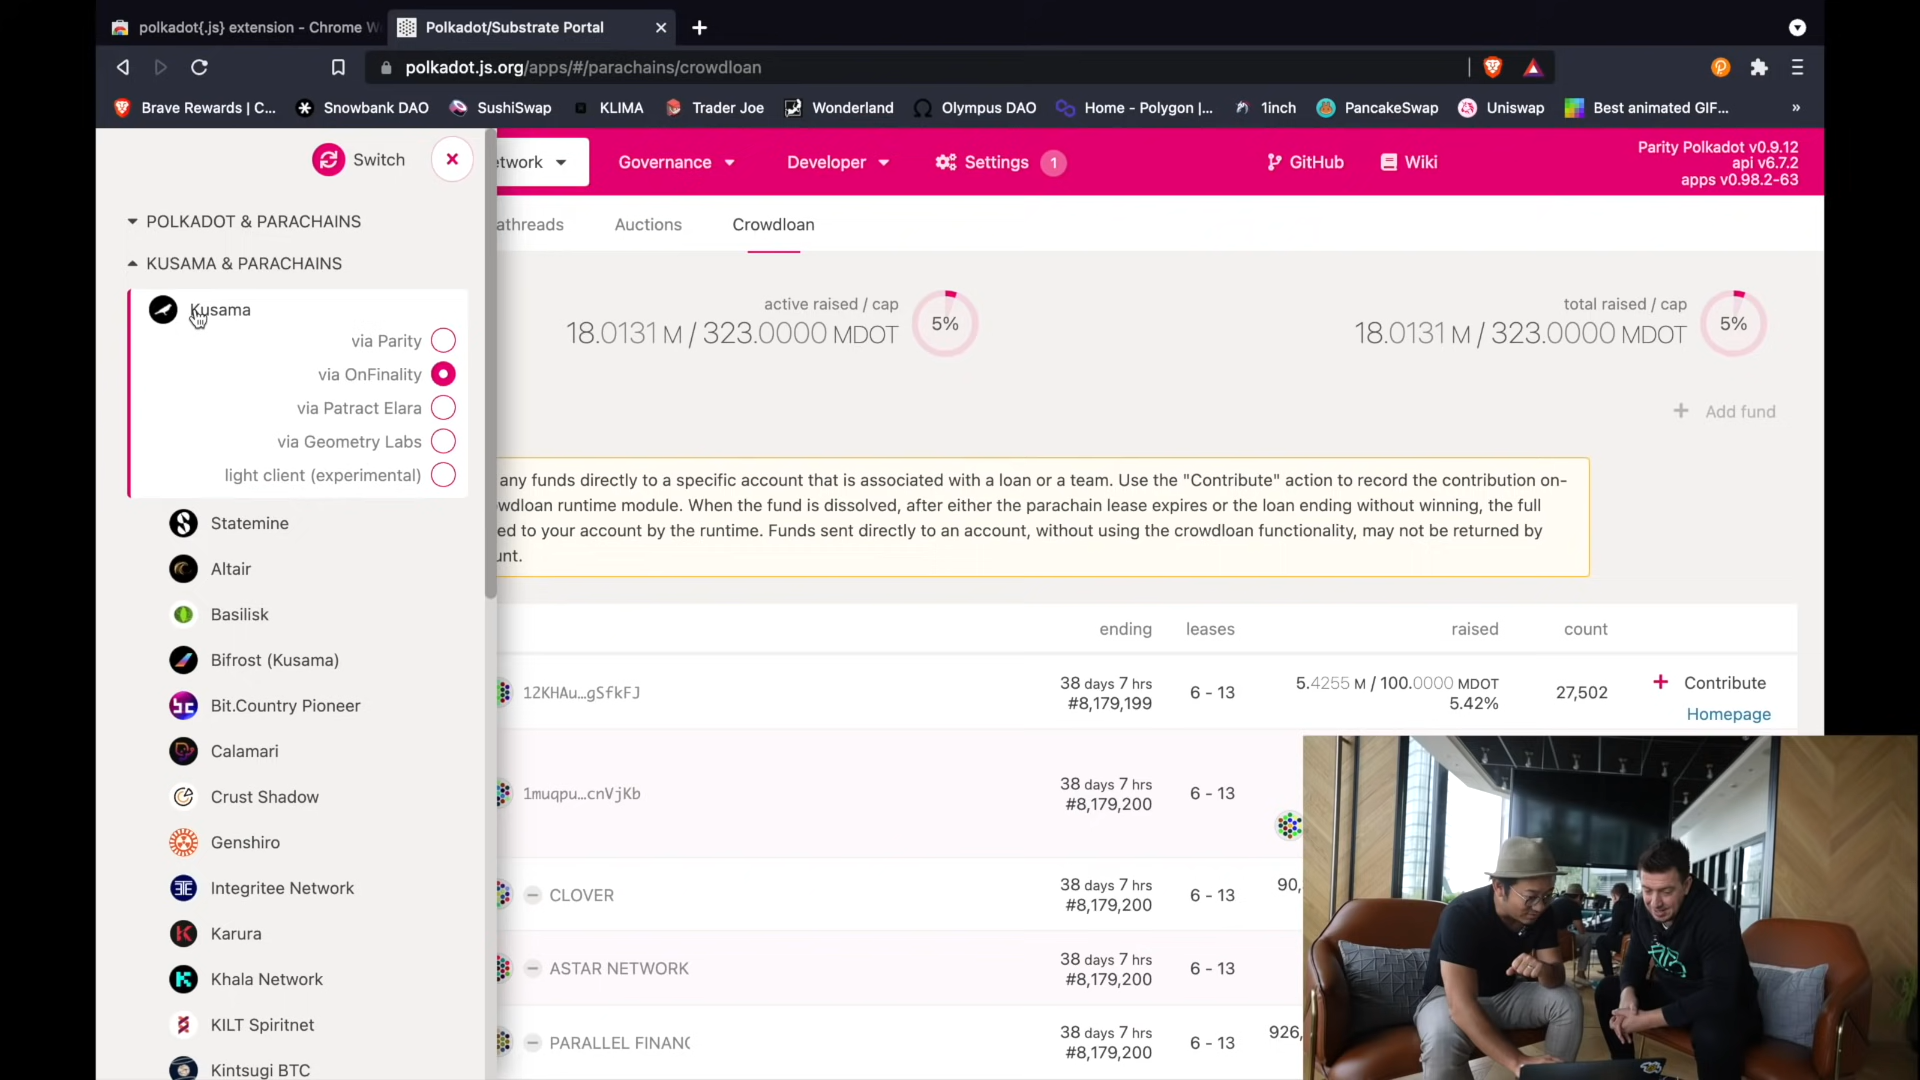 polkadot{.js} extension - Chrome W
Polkadot/Substrate Portal
polkadot.js.org/apps/#/parachains/crowdloan
Brave Rewards | C...
Snowbank DAO
SushiSwap
KLIMA
Trader Joe
Wonderland
Olympus DAO
Home - Polygon |...
1inch
PancakeSwap
Uniswap
Best animated GIF...
»
Switch
etwork
Governance
Developer
Settings
1
GitHub
Wiki
Parity Polkadot v0.9.12
api v6.7.2
apps v0.98.2-63
POLKADOT & PARACHAINS
KUSAMA & PARACHAINS
Kusama
via Parity
via OnFinality
via Patract Elara
via Geometry Labs
light client (experimental)
Statemine
Altair
Basilisk
Bifrost (Kusama)
Bit.Country Pioneer
Calamari
Crust Shadow
Genshiro
Integritee Network
Karura
Khala Network
KILT Spiritnet
Kintsugi BTC
athreads
Auctions
Crowdloan
active raised / cap
18.0131 M / 323.0000 MDOT
5%
total raised / cap
18.0131 M / 323.0000 MDOT
5%
+ Add fund
any funds directly to a specific account that is associated with a loan or a team. Use the "Contribute" action to record the contribution on-
wdloan runtime module. When the fund is dissolved, after either the parachain lease expires or the loan ending without winning, the full
ed to your account by the runtime. Funds sent directly to an account, without using the crowdloan functionality, may not be returned by
unt.
ending
leases
raised
count
12KHAu…gSfkFJ
38 days 7 hrs
#8,179,199
6 - 13
5.4255 M / 100.0000 MDOT
5.42%
27,502
+ Contribute
Homepage
1muqpu…cnVjKb
38 days 7 hrs
#8,179,200
6 - 13
CLOVER
38 days 7 hrs
#8,179,200
6 - 13
90,
ASTAR NETWORK
38 days 7 hrs
#8,179,200
6 - 13
PARALLEL FINANC
38 days 7 hrs
#8,179,200
6 - 13
926,